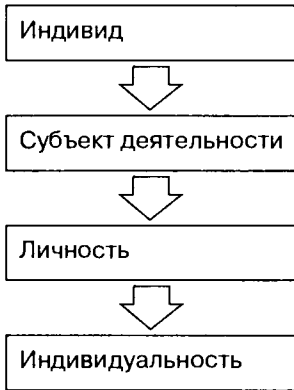 Индивид
Субъект деятельности
Личность
Индивидуальность